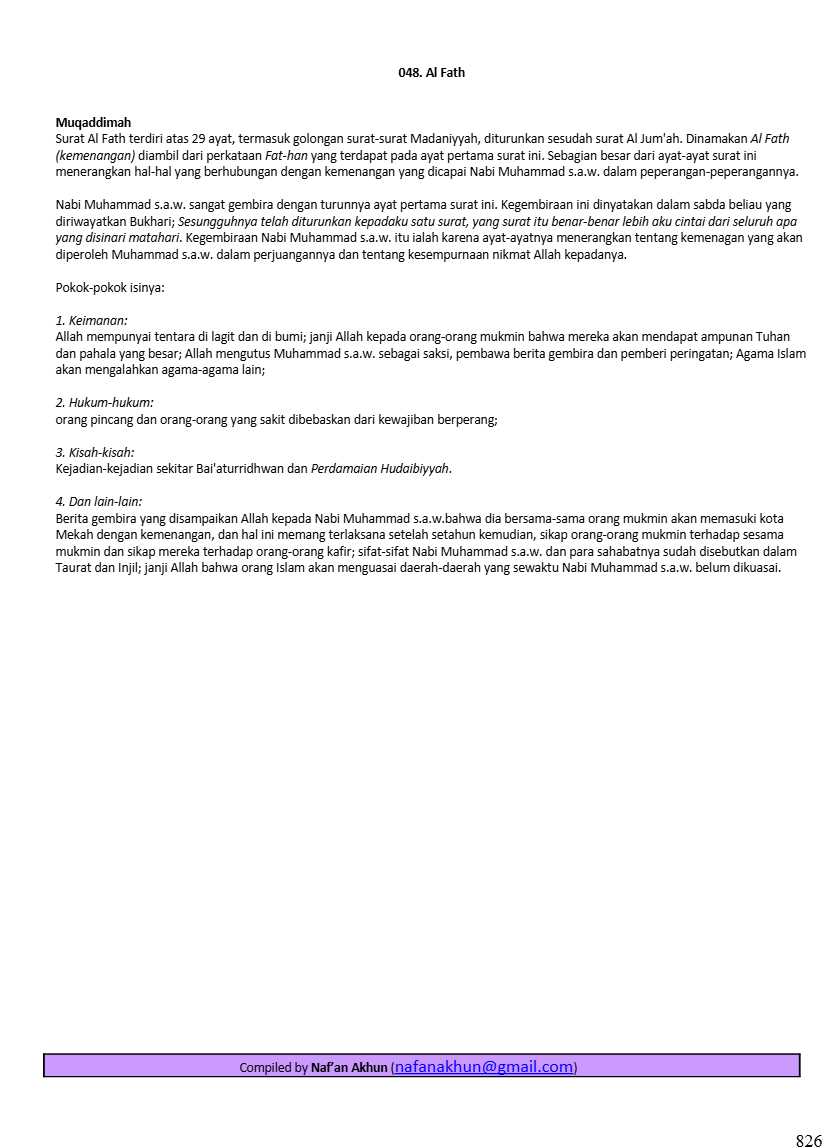 048. Al Fath
Muqaddimah
Surat Al Fath terdiri atas 29 ayat, termasuk golongan surat-surat Madaniyyah, diturunkan sesudah surat Al Jum'ah. Dinamakan Al Fath
(kemenangan) diambil dari perkataan Fat-han yang terdapat pada ayat pertama surat ini. Sebagian besar dari ayat-ayat surat ini
menerangkan hal-hal yang berhubungan dengan kemenangan yang dicapai Nabi Muhammad s.a.w. dalam peperangan-peperangannya.
Nabi Muhammad s.a.w. sangat gembira dengan turunnya ayat pertama surat ini. Kegembiraan ini dinyatakan dalam sabda beliau yang
diriwayatkan Bukhari; Sesungguhnya telah diturunkan kepadaku satu surat, yang surat itu benar-benar lebih aku cintai dari seluruh apa
yang disinari matahari. Kegembiraan Nabi Muhammad s.a.w. itu ialah karena ayat-ayatnya menerangkan tentang kemenagan yang akan
diperoleh Muhammad s.a.w. dalam perjuangannya dan tentang kesempurnaan nikmat Allah kepadanya.
Pokok-pokok isinya:
1. Keimanan:
Allah mempunyai tentara di lagit dan di bumi; janji Allah kepada orang-orang mukmin bahwa mereka akan mendapat ampunan Tuhan
dan pahala yang besar; Allah mengutus Muhammad s.a.w. sebagai saksi, pembawa berita gembira dan pemberi peringatan; Agama Islam
akan mengalahkan agama-agama lain;
2. Hukum-hukum:
orang pincang dan orang-orang yang sakit dibebaskan dari kewajiban berperang;
3. Kisah-kisah:
Kejadian-kejadian sekitar Bai'aturridhwan dan Perdamaian Hudaibiyyah.
4. Dan lain-lain:
Berita gembira yang disampaikan Allah kepada Nabi Muhammad s.a.w.bahwa dia bersama-sama orang mukmin akan memasuki kota
Mekah dengan kemenangan, dan hal ini memang terlaksana setelah setahun kemudian, sikap orang-orang mukmin terhadap sesama
mukmin dan sikap mereka terhadap orang-orang kafir; sifat-sifat Nabi Muhammad s.a.w. dan para sahabatnya sudah disebutkan dalam
Taurat dan Injil; janji Allah bahwa orang Islam akan menguasai daerah-daerah yang sewaktu Nabi Muhammad s.a.w. belum dikuasai.
Compiled by Naf’an Akhun (nafanakhun@gmail.com)
826